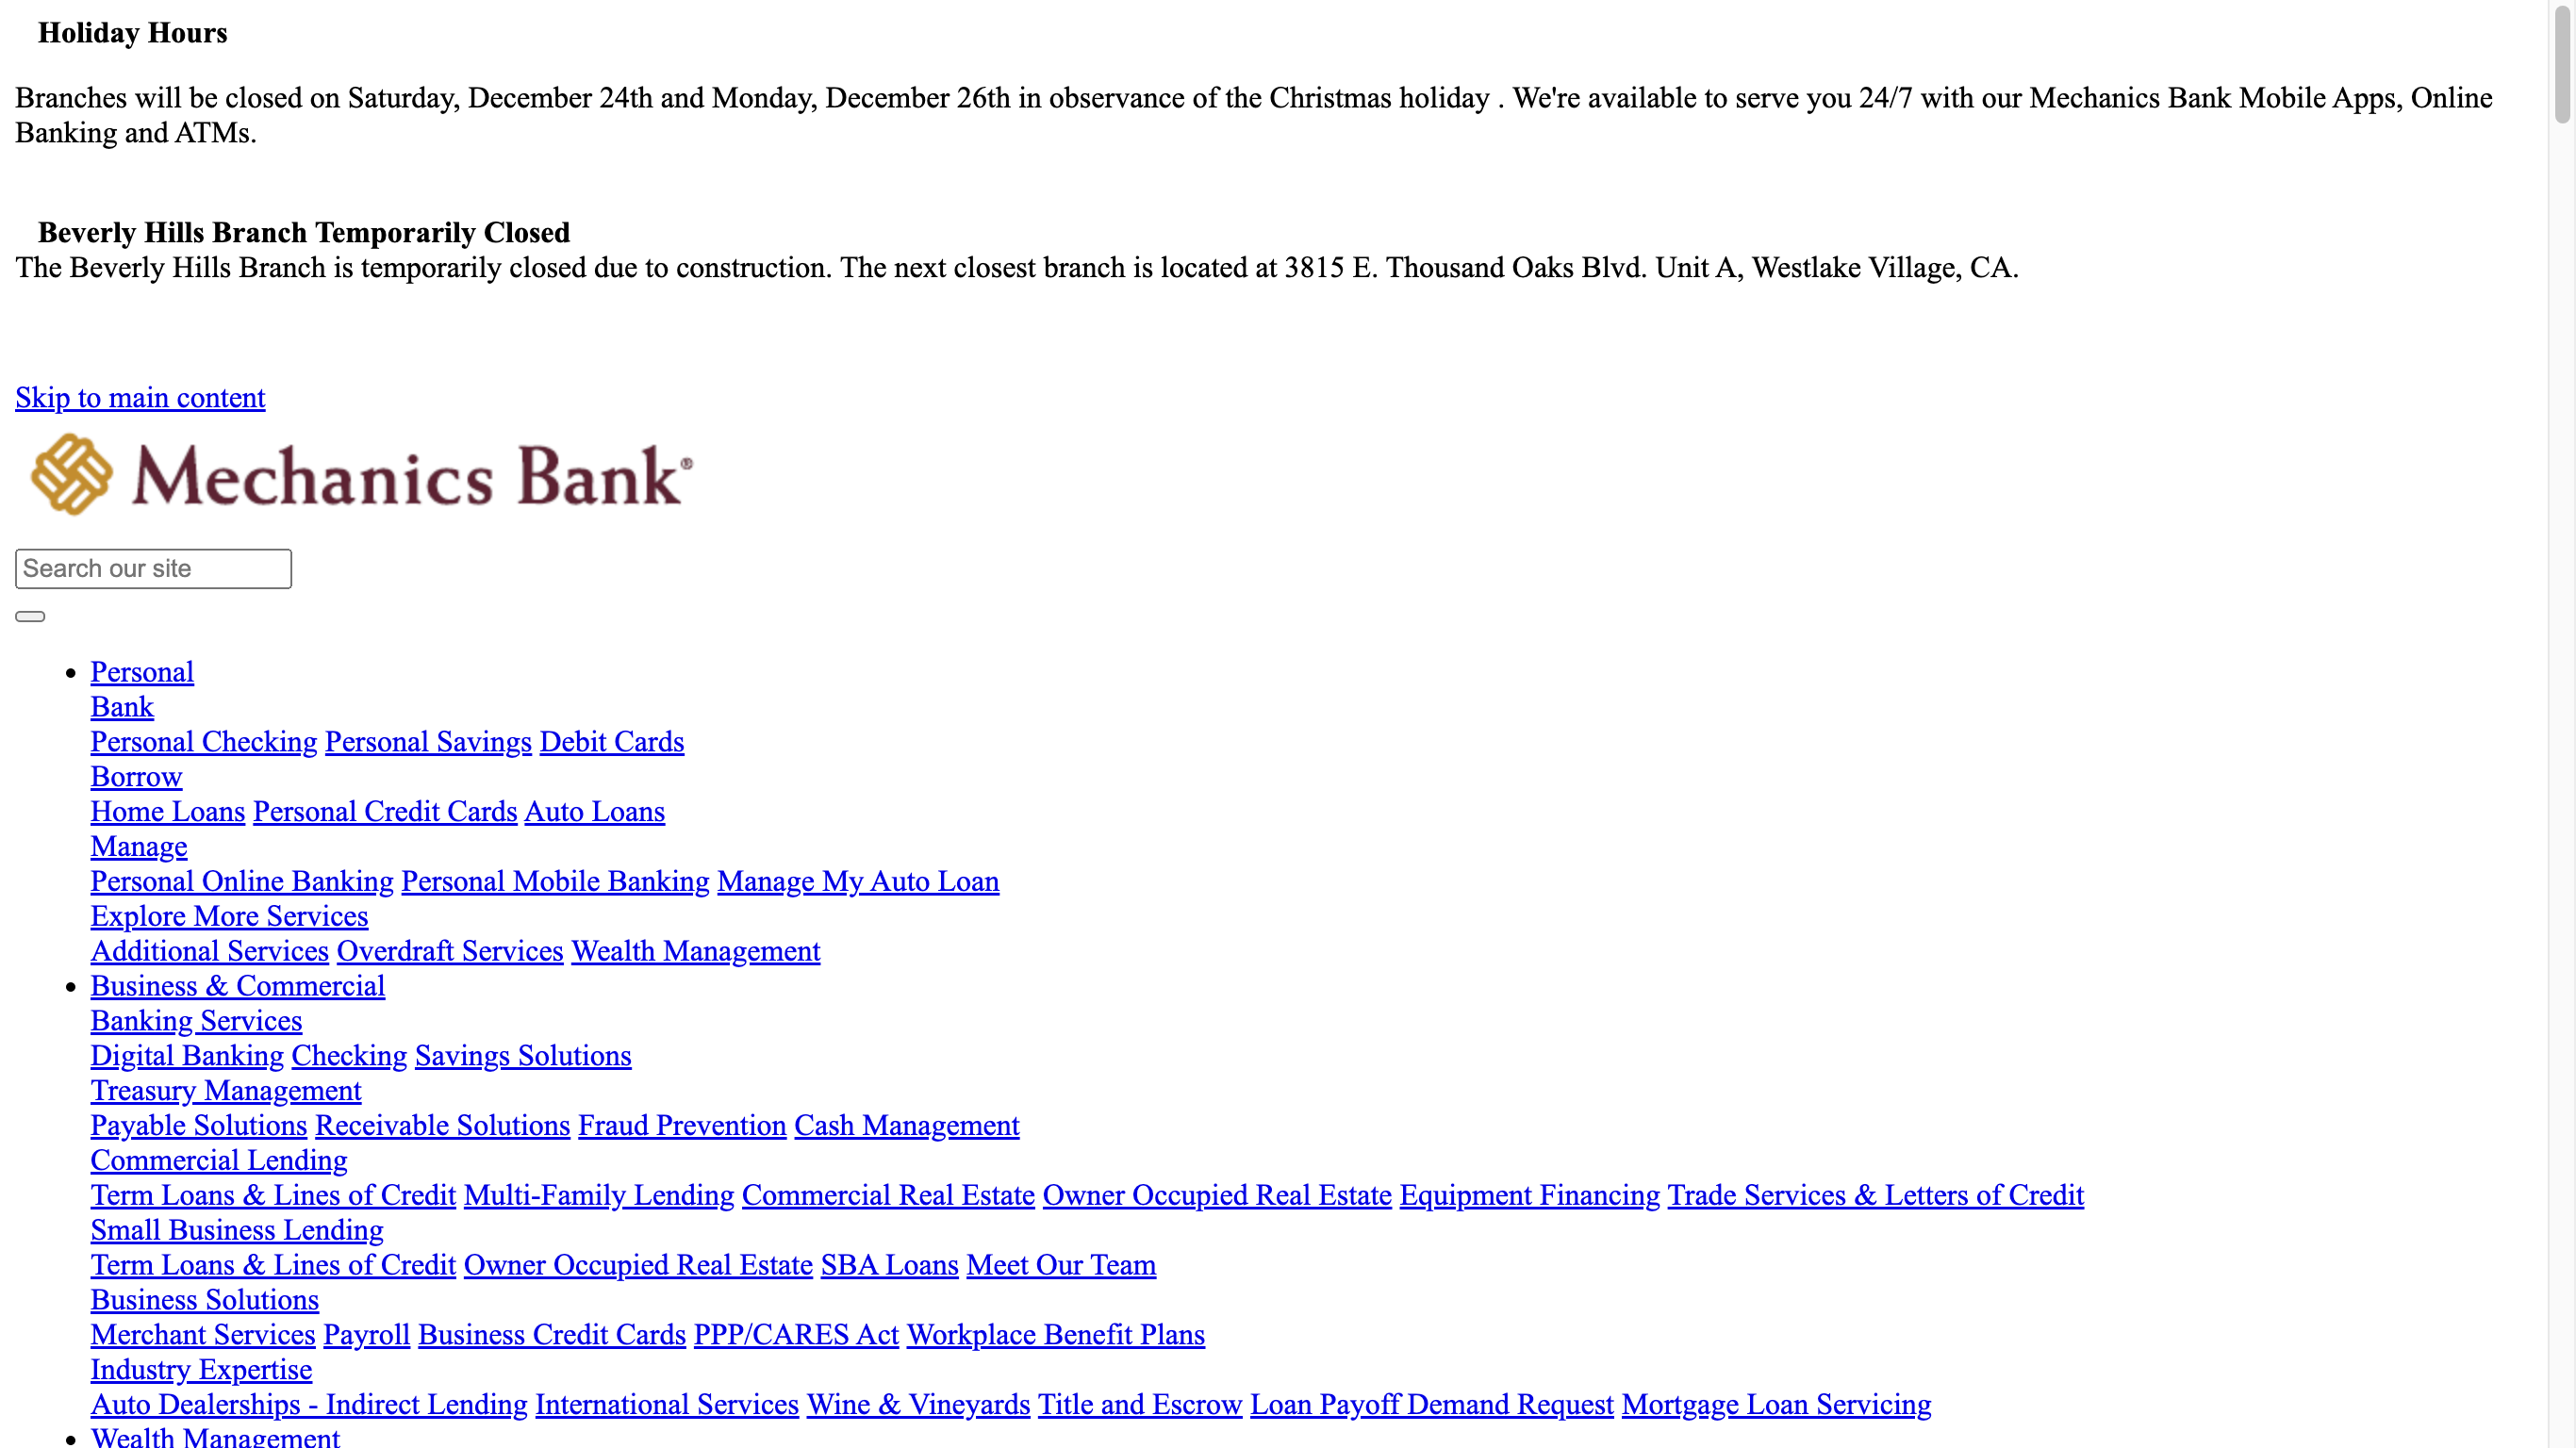 Holiday Hours
Branches will be closed on Saturday, December 24th and Monday, December 26th in observance of the Christmas holiday . We're available to serve you 24/7 with our Mechanics Bank Mobile Apps, Online
Banking and ATMs.
Beverly Hills Branch Temporarily Closed
The Beverly Hills Branch is temporarily closed due to construction. The next closest branch is located at 3815 E. Thousand Oaks Blvd. Unit A, Westlake Village, CA.
Skip to main content
Mechanics Bank®
Search our site
• Personal
Bank
Personal Checking Personal Savings Debit Cards
Borrow
Home Loans Personal Credit Cards Auto Loans
Manage
Personal Online Banking Personal Mobile Banking Manage My Auto Loan
Explore More Services
Additional Services Overdraft Services Wealth Management
• Business & Commercial
Banking Services
Digital Banking Checking Savings Solutions
Treasury Management
Payable Solutions Receivable Solutions Fraud Prevention Cash Management
Commercial Lending
Term Loans & Lines of Credit Multi-Family Lending Commercial Real Estate Owner Occupied Real Estate Equipment Financing Trade Services & Letters of Credit
Small Business Lending
Term Loans & Lines of Credit Owner Occupied Real Estate SBA Loans Meet Our Team
Business Solutions
Merchant Services Payroll Business Credit Cards PPP/CARES Act Workplace Benefit Plans
Industry Expertise
Auto Dealerships - Indirect Lending International Services Wine & Vineyards Title and Escrow Loan Payoff Demand Request Mortgage Loan Servicing
• Wealth Management